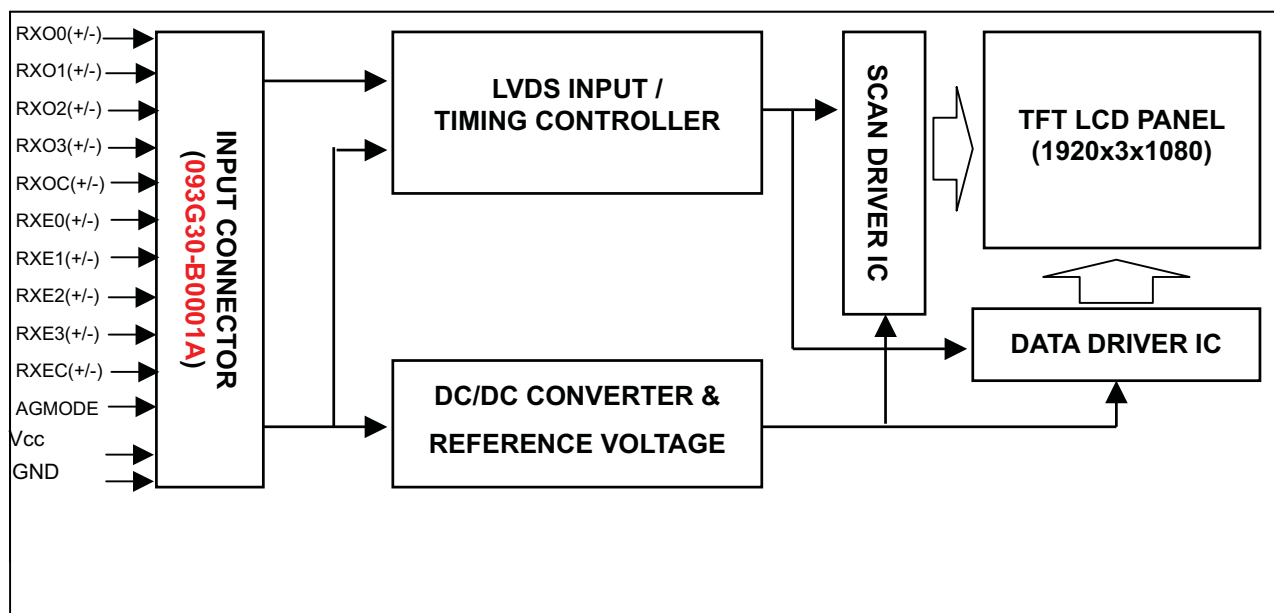 RXO0(+/-)
RXO1(+/-)
RXO2(+/-)
RXO3(+/-)
RXOC(+/-)
RXE0(+/-)
RXE1(+/-)
RXE2(+/-)
RXE3(+/-)
RXEC(+/-)
AGMODE
Vcc
GND
INPUT CONNECTOR
(093G30-B0001A)
LVDS INPUT /
TIMING CONTROLLER
DC/DC CONVERTER &
REFERENCE VOLTAGE
SCAN DRIVER IC
TFT LCD PANEL
(1920x3x1080)
DATA DRIVER IC